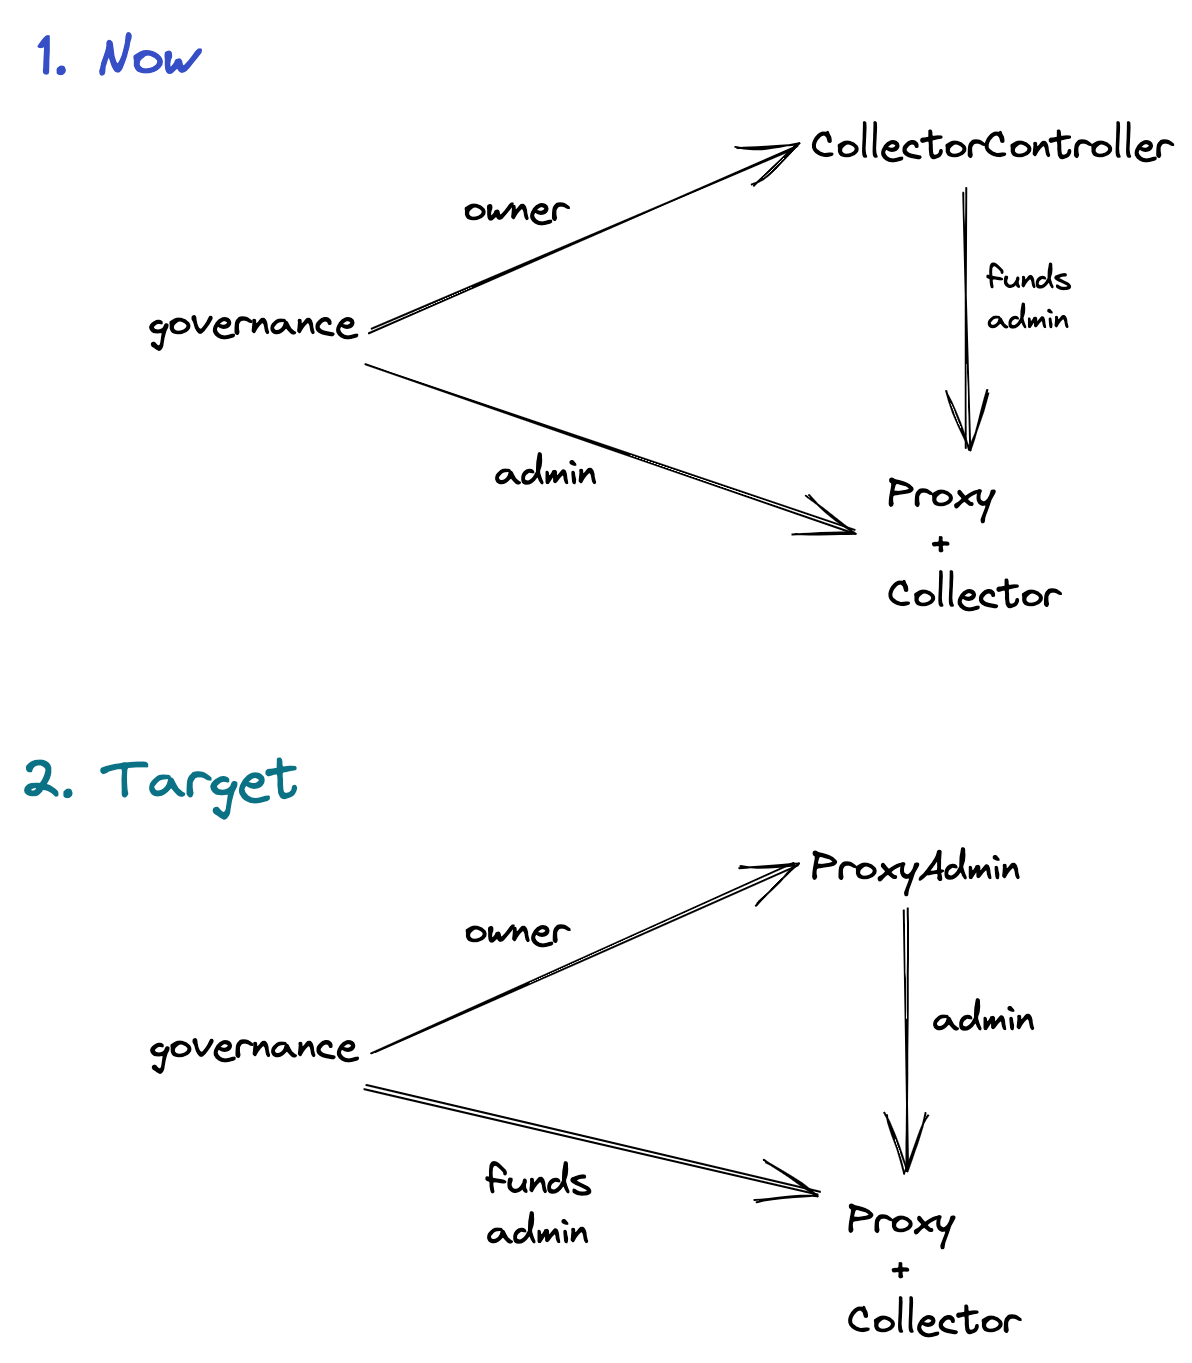 1. Now
CollectorController
owner
funds
admin
governance
admin
Proxy
+
Collector
2. Target
ProxyAdmin
owner
admin
governance
funds
admin
Proxy
+
Collector